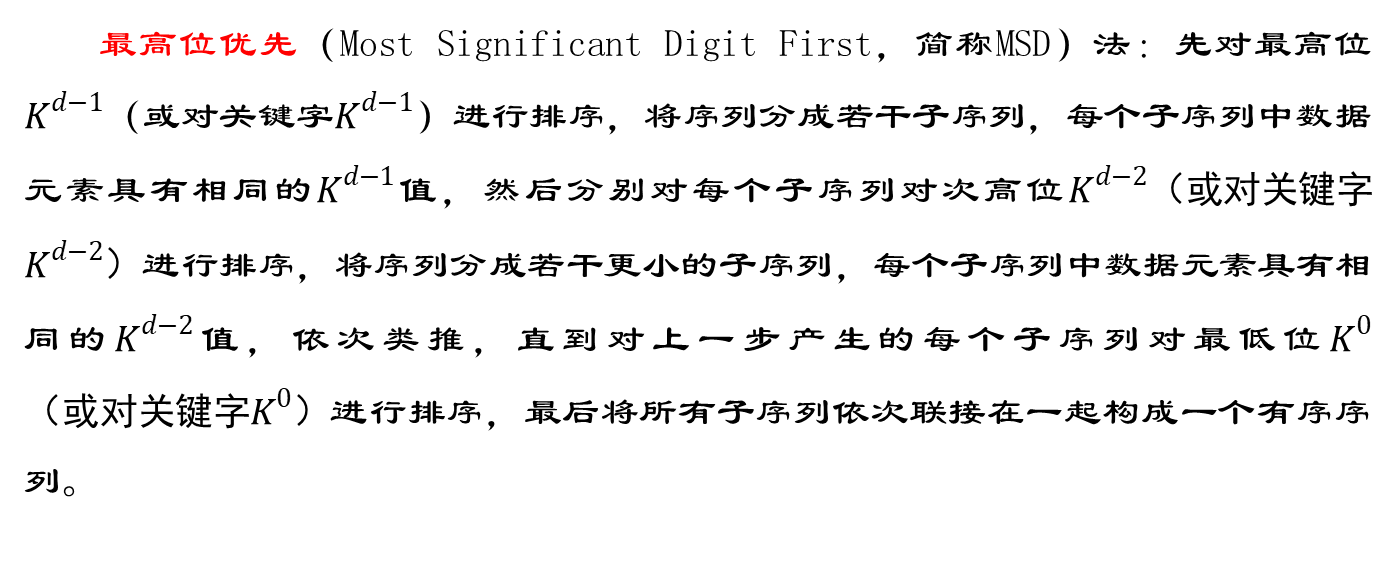 最高位优先（Most Significant Digit First，简称MSD）法：先对最高位
K^{d−1}（或对关键字K^{d−1}）进行排序，将序列分成若干子序列，每个子序列中数据
元素具有相同的K^{d−1}值，然后分别对每个子序列对次高位K^{d−2}（或对关键字
K^{d−2}）进行排序，将序列分成若干更小的子序列，每个子序列中数据元素具有相
同的K^{d−2}值，依次类推，直到对上一步产生的每个子序列对最低位K^0
（或对关键字K^0）进行排序，最后将所有子序列依次联接在一起构成一个有序序
列。